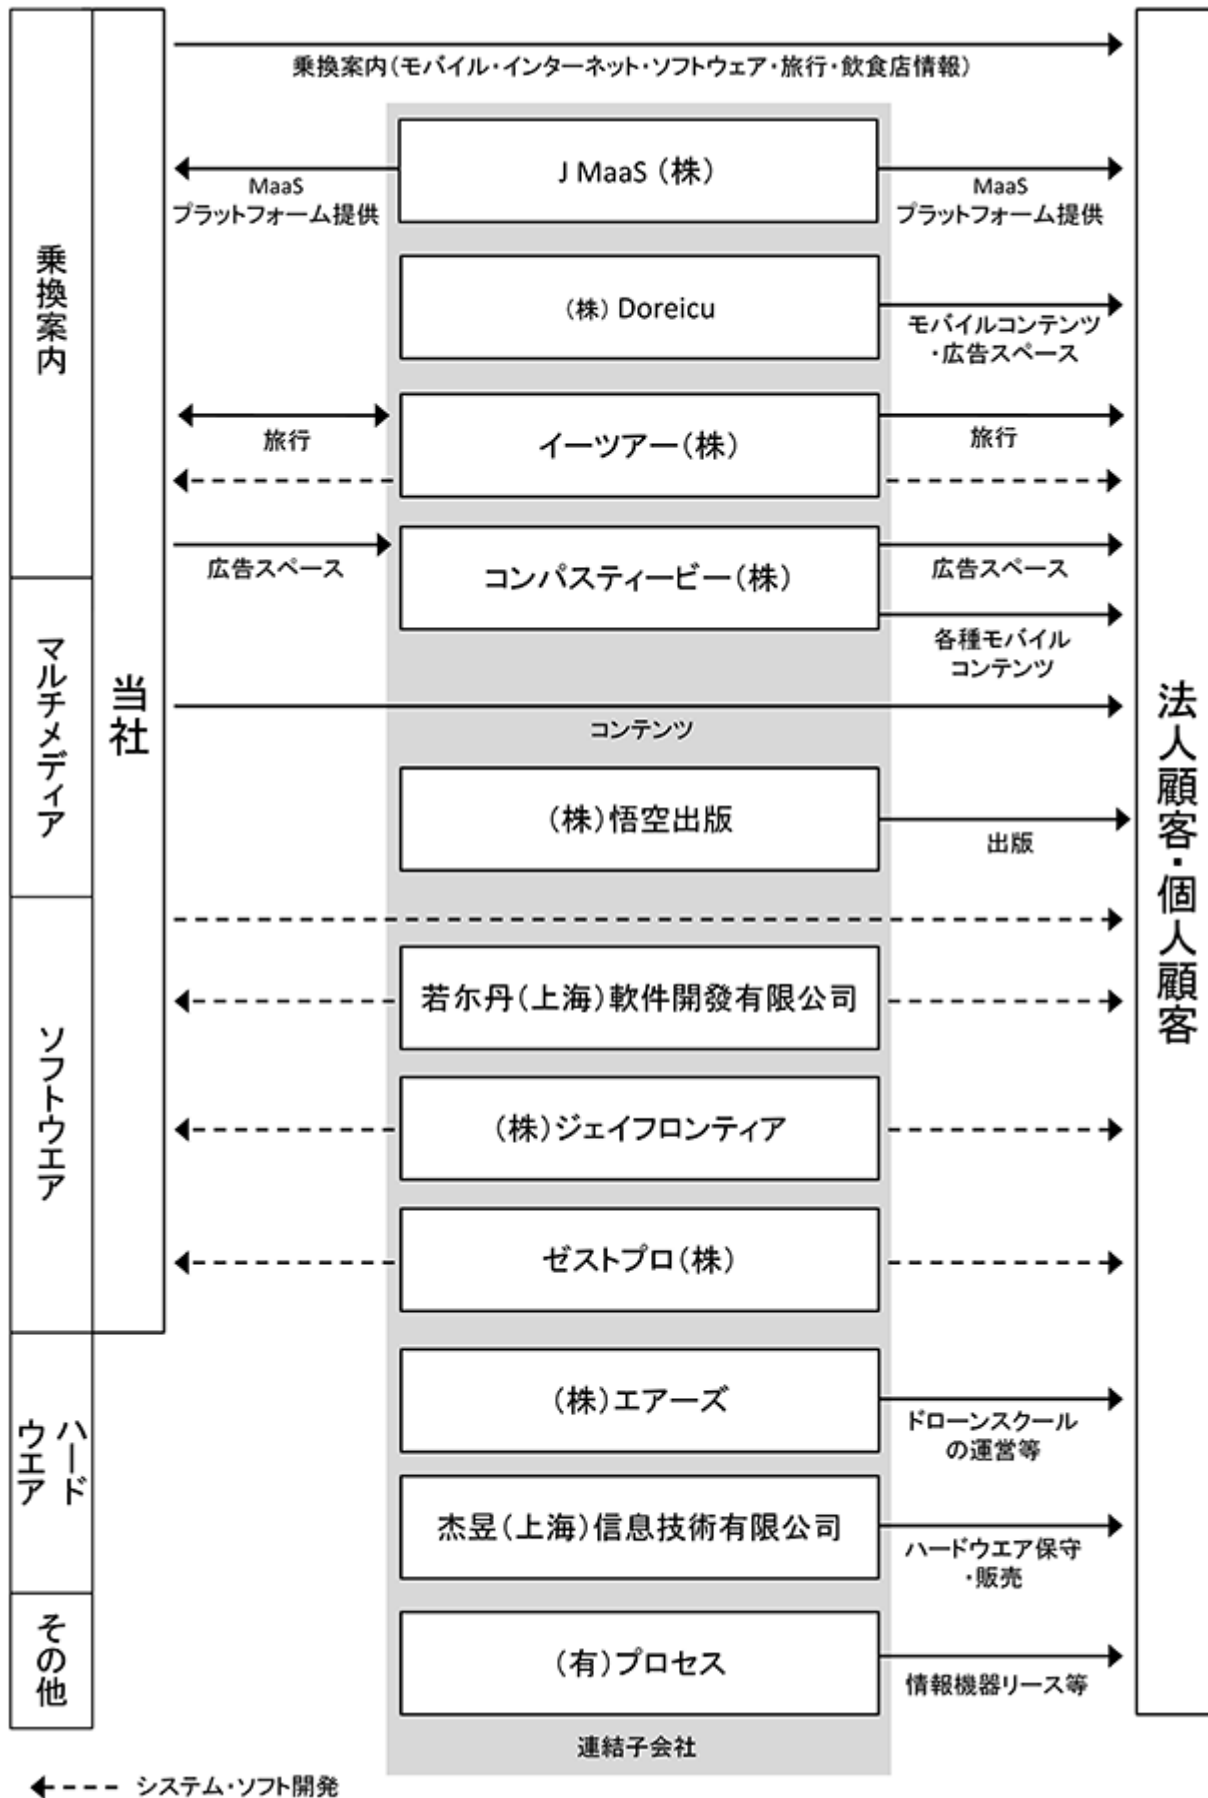 乗換案内
マルチメディア
ソフトウエア
ハード
ウエア
その他
当社
乗換案内(モバイル・インターネット・ソフトウェア・旅行・飲食店情報)
J MaaS (株)
MaaS
プラットフォーム提供
MaaS
プラットフォーム提供
(株) Doreicu
モバイルコンテンツ
・広告スペース
イーツアー(株)
旅行
旅行
コンパスティービー(株)
広告スペース
広告スペース
各種モバイル
コンテンツ
コンテンツ
(株)悟空出版
出版
若尔丹(上海)軟件開發有限公司
(株)ジェイフロンティア
ゼストプロ(株)
(株)エアーズ
ドローンスクール
の運営等
杰昱(上海)信息技術有限公司
ハードウエア保守
・販売
(有)プロセス
情報機器リース等
連結子会社
法人顧客・個人顧客
システム・ソフト開発